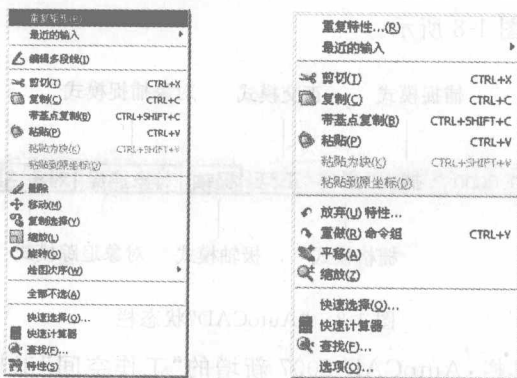 最近的输入
编辑多段线(I)
剪切(T) CTRL+X
复制(C) CTRL+C
带基点复制(B) CTRL+SHIFT+C
粘贴(P) CTRL+V
粘贴为块(K) CTRL+SHIFT+V
粘贴到原坐标(D)
删除
移动(M)
复制选择(Y)
缩放(L)
旋转(O)
绘图次序(W)
全部不选(A)
快速选择(Q)...
快速计算器
查找(F)...
特性(S)
重复特性...(R)
最近的输入
剪切(T) CTRL+X
复制(C) CTRL+C
带基点复制(B) CTRL+SHIFT+C
粘贴(P) CTRL+V
粘贴为块(K) CTRL+SHIFT+V
粘贴到原坐标(D)
放弃(U) 特性...
重做(R) 命令组 CTRL+Y
平移(A)
缩放(Z)
快速选择(Q)...
快速计算器
查找(F)...
选项(O)...